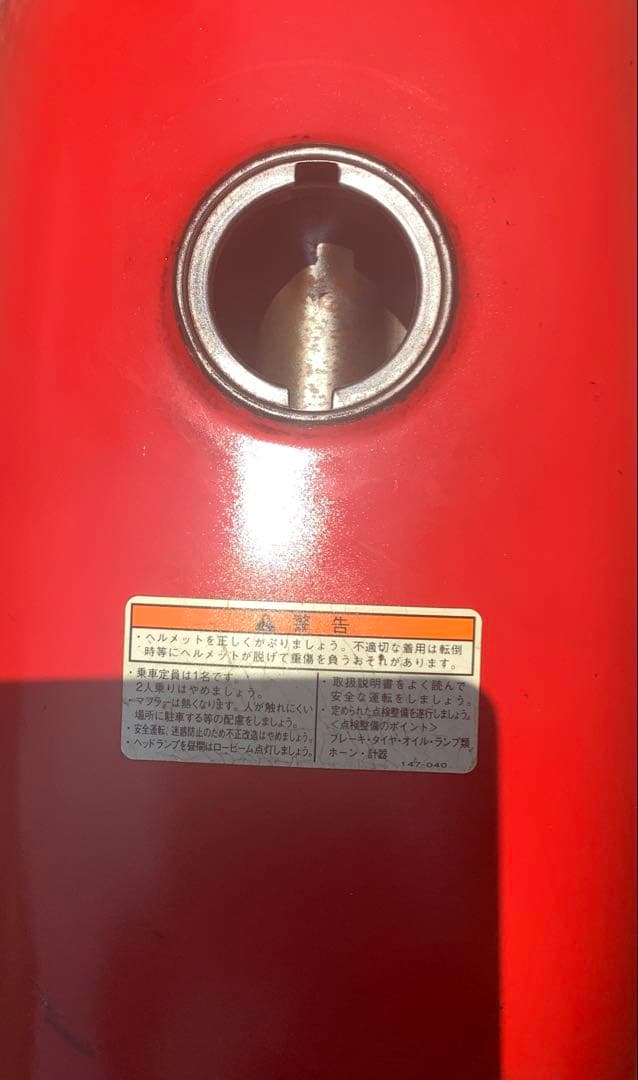 警告
・ヘルメットを正しくかぶりましょう。不適切な着用は転倒
時等にヘルメットが脱げて重傷を負うおそれがあります。
・乗車定員は1名です。
2人乗りはやめましょう。
・マフラーは熱くなります。人が触れにくい
場所に駐車する等の配慮をしましょう。
・安全運転、迷惑防止のため不正改造はやめましょう。
・ヘッドランプを昼間はロービーム点灯しましょう。
・取扱説明書をよく読んで
安全な運転をしましょう。
・定められた点検整備を遂行しましょう。
<点検整備のポイント>
ブレーキ・タイヤ・オイル・ランプ類
ホーン・計器
147-040